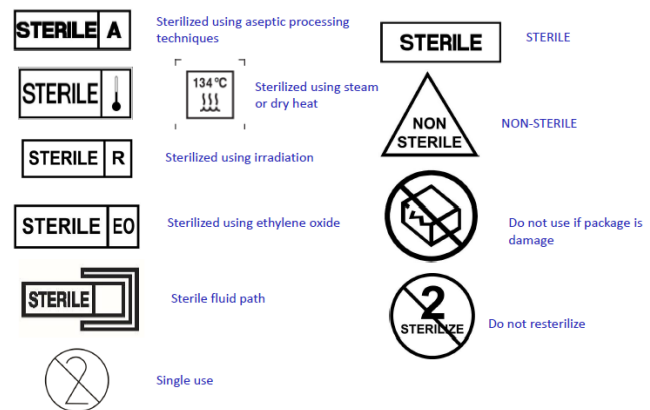 STERILE A
Sterilized using aseptic processing
techniques
STERILE
134 °C
Sterilized using steam
or dry heat
STERILE R
Sterilized using irradiation
STERILE EO
Sterilized using ethylene oxide
STERILE
Sterile fluid path
2
Single use
STERILE
STERILE
NON
STERILE
NON-STERILE
Do not use if package is
damage
2
STERILIZE
Do not resterilize